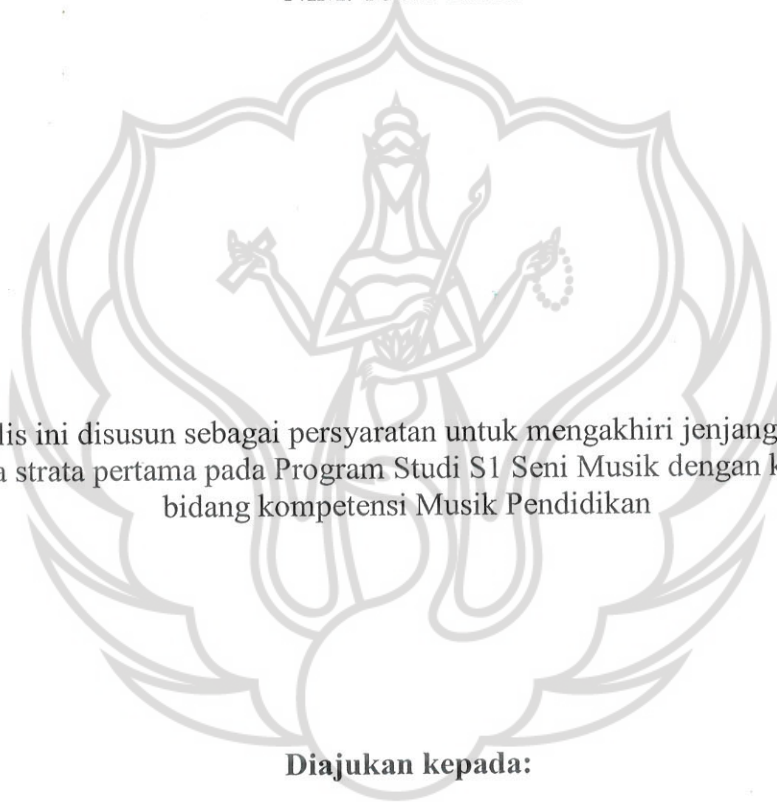 lis ini disusun sebagai persyaratan untuk mengakhiri jenjang
a strata pertama pada Program Studi S1 Seni Musik dengan k
bidang kompetensi Musik Pendidikan
Diajukan kepada: